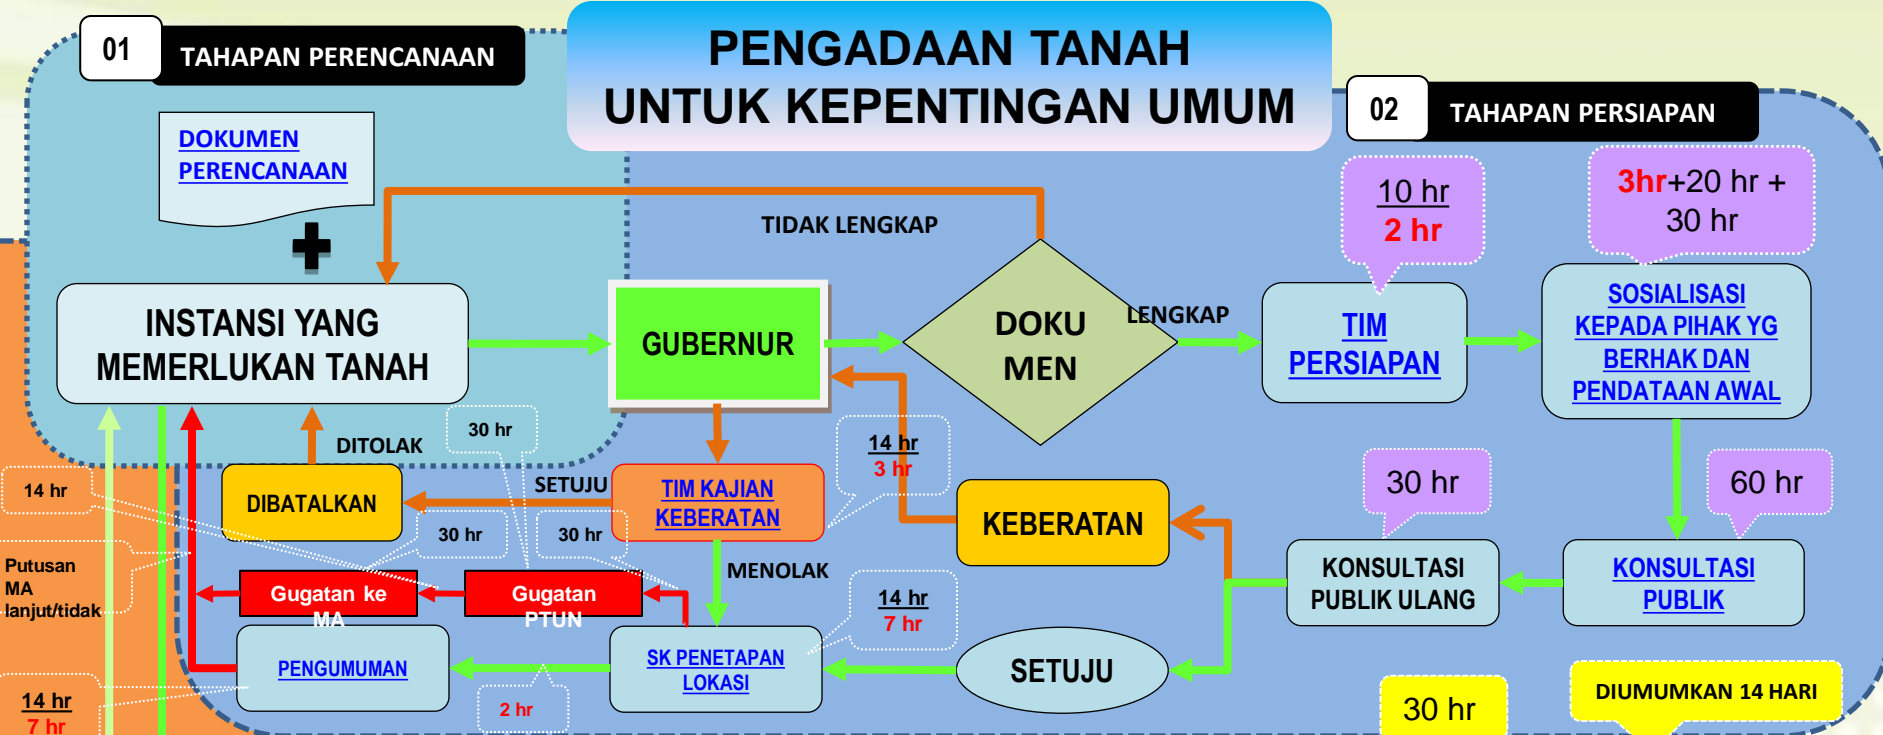 PENGADAAN TANAH
UNTUK KEPENTINGAN UMUM
01
TAHAPAN PERENCANAAN
02
TAHAPAN PERSIAPAN
DOKUMEN
PERENCANAAN
TIDAK LENGKAP
10 hr
2 hr
3hr+20 hr +
30 hr
INSTANSI YANG
MEMERLUKAN TANAH
GUBERNUR
DOKU
MEN
LENGKAP
TIM
PERSIAPAN
SOSIALISASI
KEPADA PIHAK YG
BERHAK DAN
PENDATAAN AWAL
DITOLAK
30 hr
14 hr
3 hr
14 hr
DIBATALKAN
SETUJU
TIM KAJIAN
KEBERATAN
KEBERATAN
30 hr
60 hr
30 hr
30 hr
MENOLAK
KONSULTASI
PUBLIK ULANG
KONSULTASI
PUBLIK
Putusan
MA
lanjut/tidak
Gugatan ke
MA
Gugatan
PTUN
14 hr
7 hr
PENGUMUMAN
SK PENETAPAN
LOKASI
SETUJU
14 hr
7 hr
2 hr
30 hr
DIUMUMKAN 14 HARI